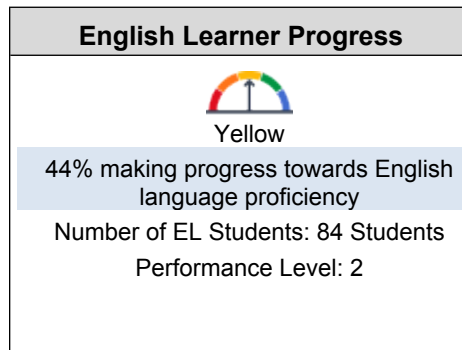 English Learner Progress
Yellow
44% making progress towards English
language proficiency
Number of EL Students: 84 Students
Performance Level: 2